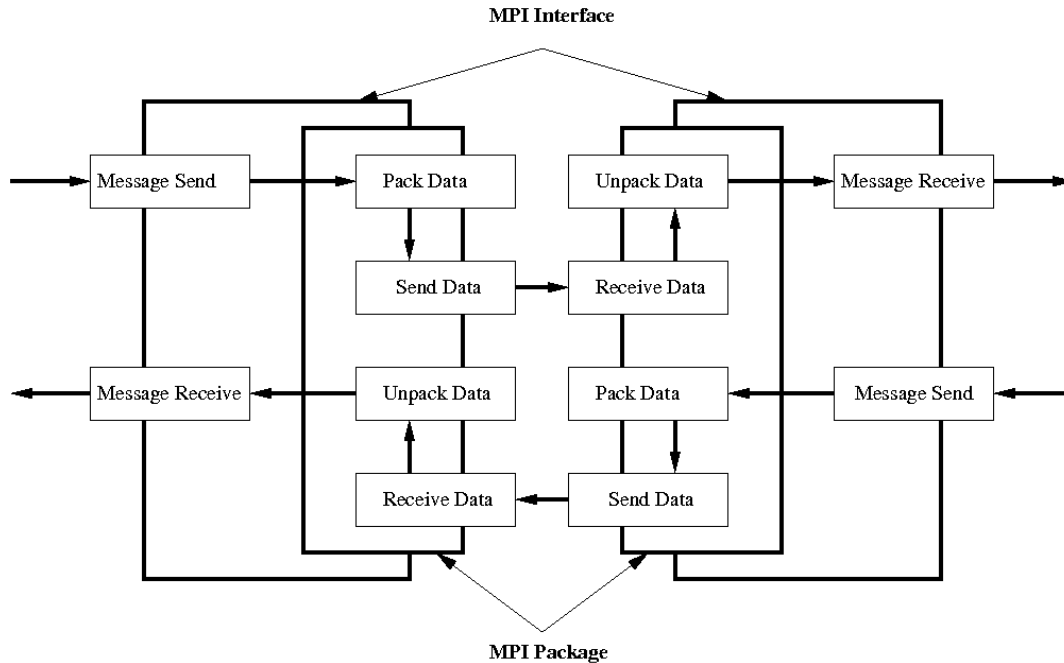 MPI Interface
Message Send
Pack Data
Unpack Data
Message Receive
Send Data
Receive Data
Message Receive
Unpack Data
Pack Data
Message Send
Receive Data
Send Data
MPI Package